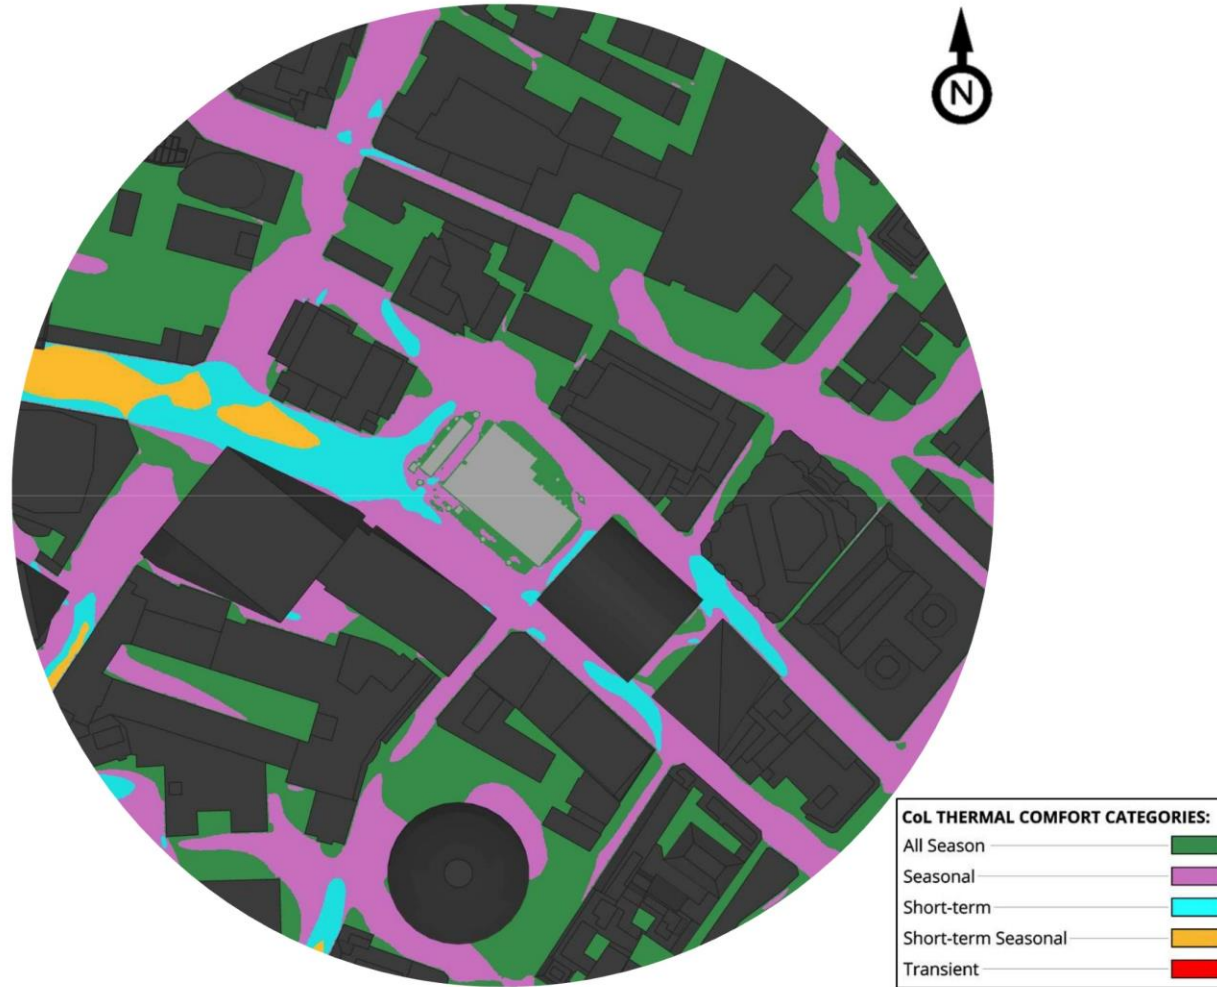 N
CoL THERMAL COMFORT CATEGORIES:
All Season
Seasonal
Short-term
Short-term Seasonal
Transient